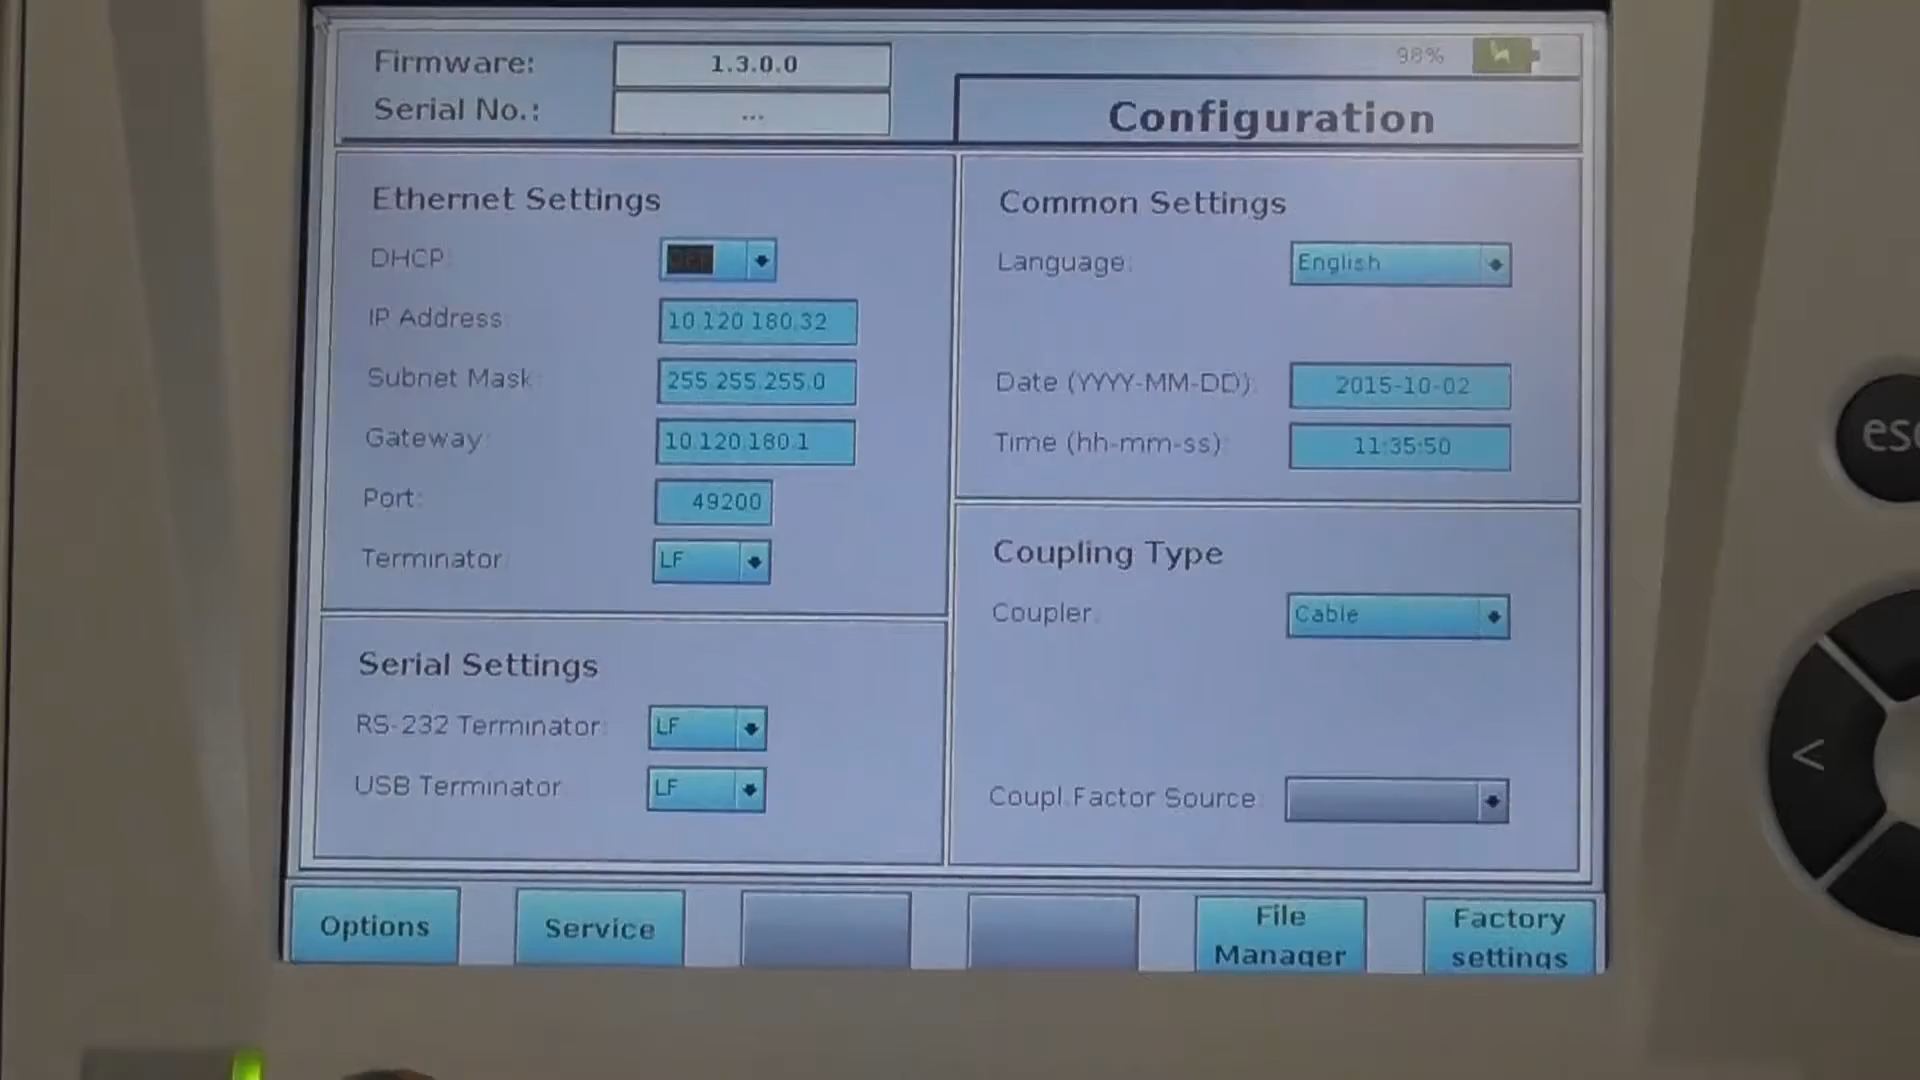 Firmware: 1.3.0.0
Serial No.: ...
98%
Configuration
Ethernet Settings
DHCP:
IP Address 10.120.180.32
Subnet Mask: 255.255.255.0
Gateway: 10.120.180.1
Port: 49200
Terminator LF
Serial Settings
RS-232 Terminator: LF
USB Terminator LF
Common Settings
Language: English
Date (YYYY-MM-DD): 2015-10-02
Time (hh-mm-ss): 11:35:50
Coupling Type
Coupler: Cable
Coupl.Factor Source:
Options
Service
File
Manager
Factory
settings
esc
<